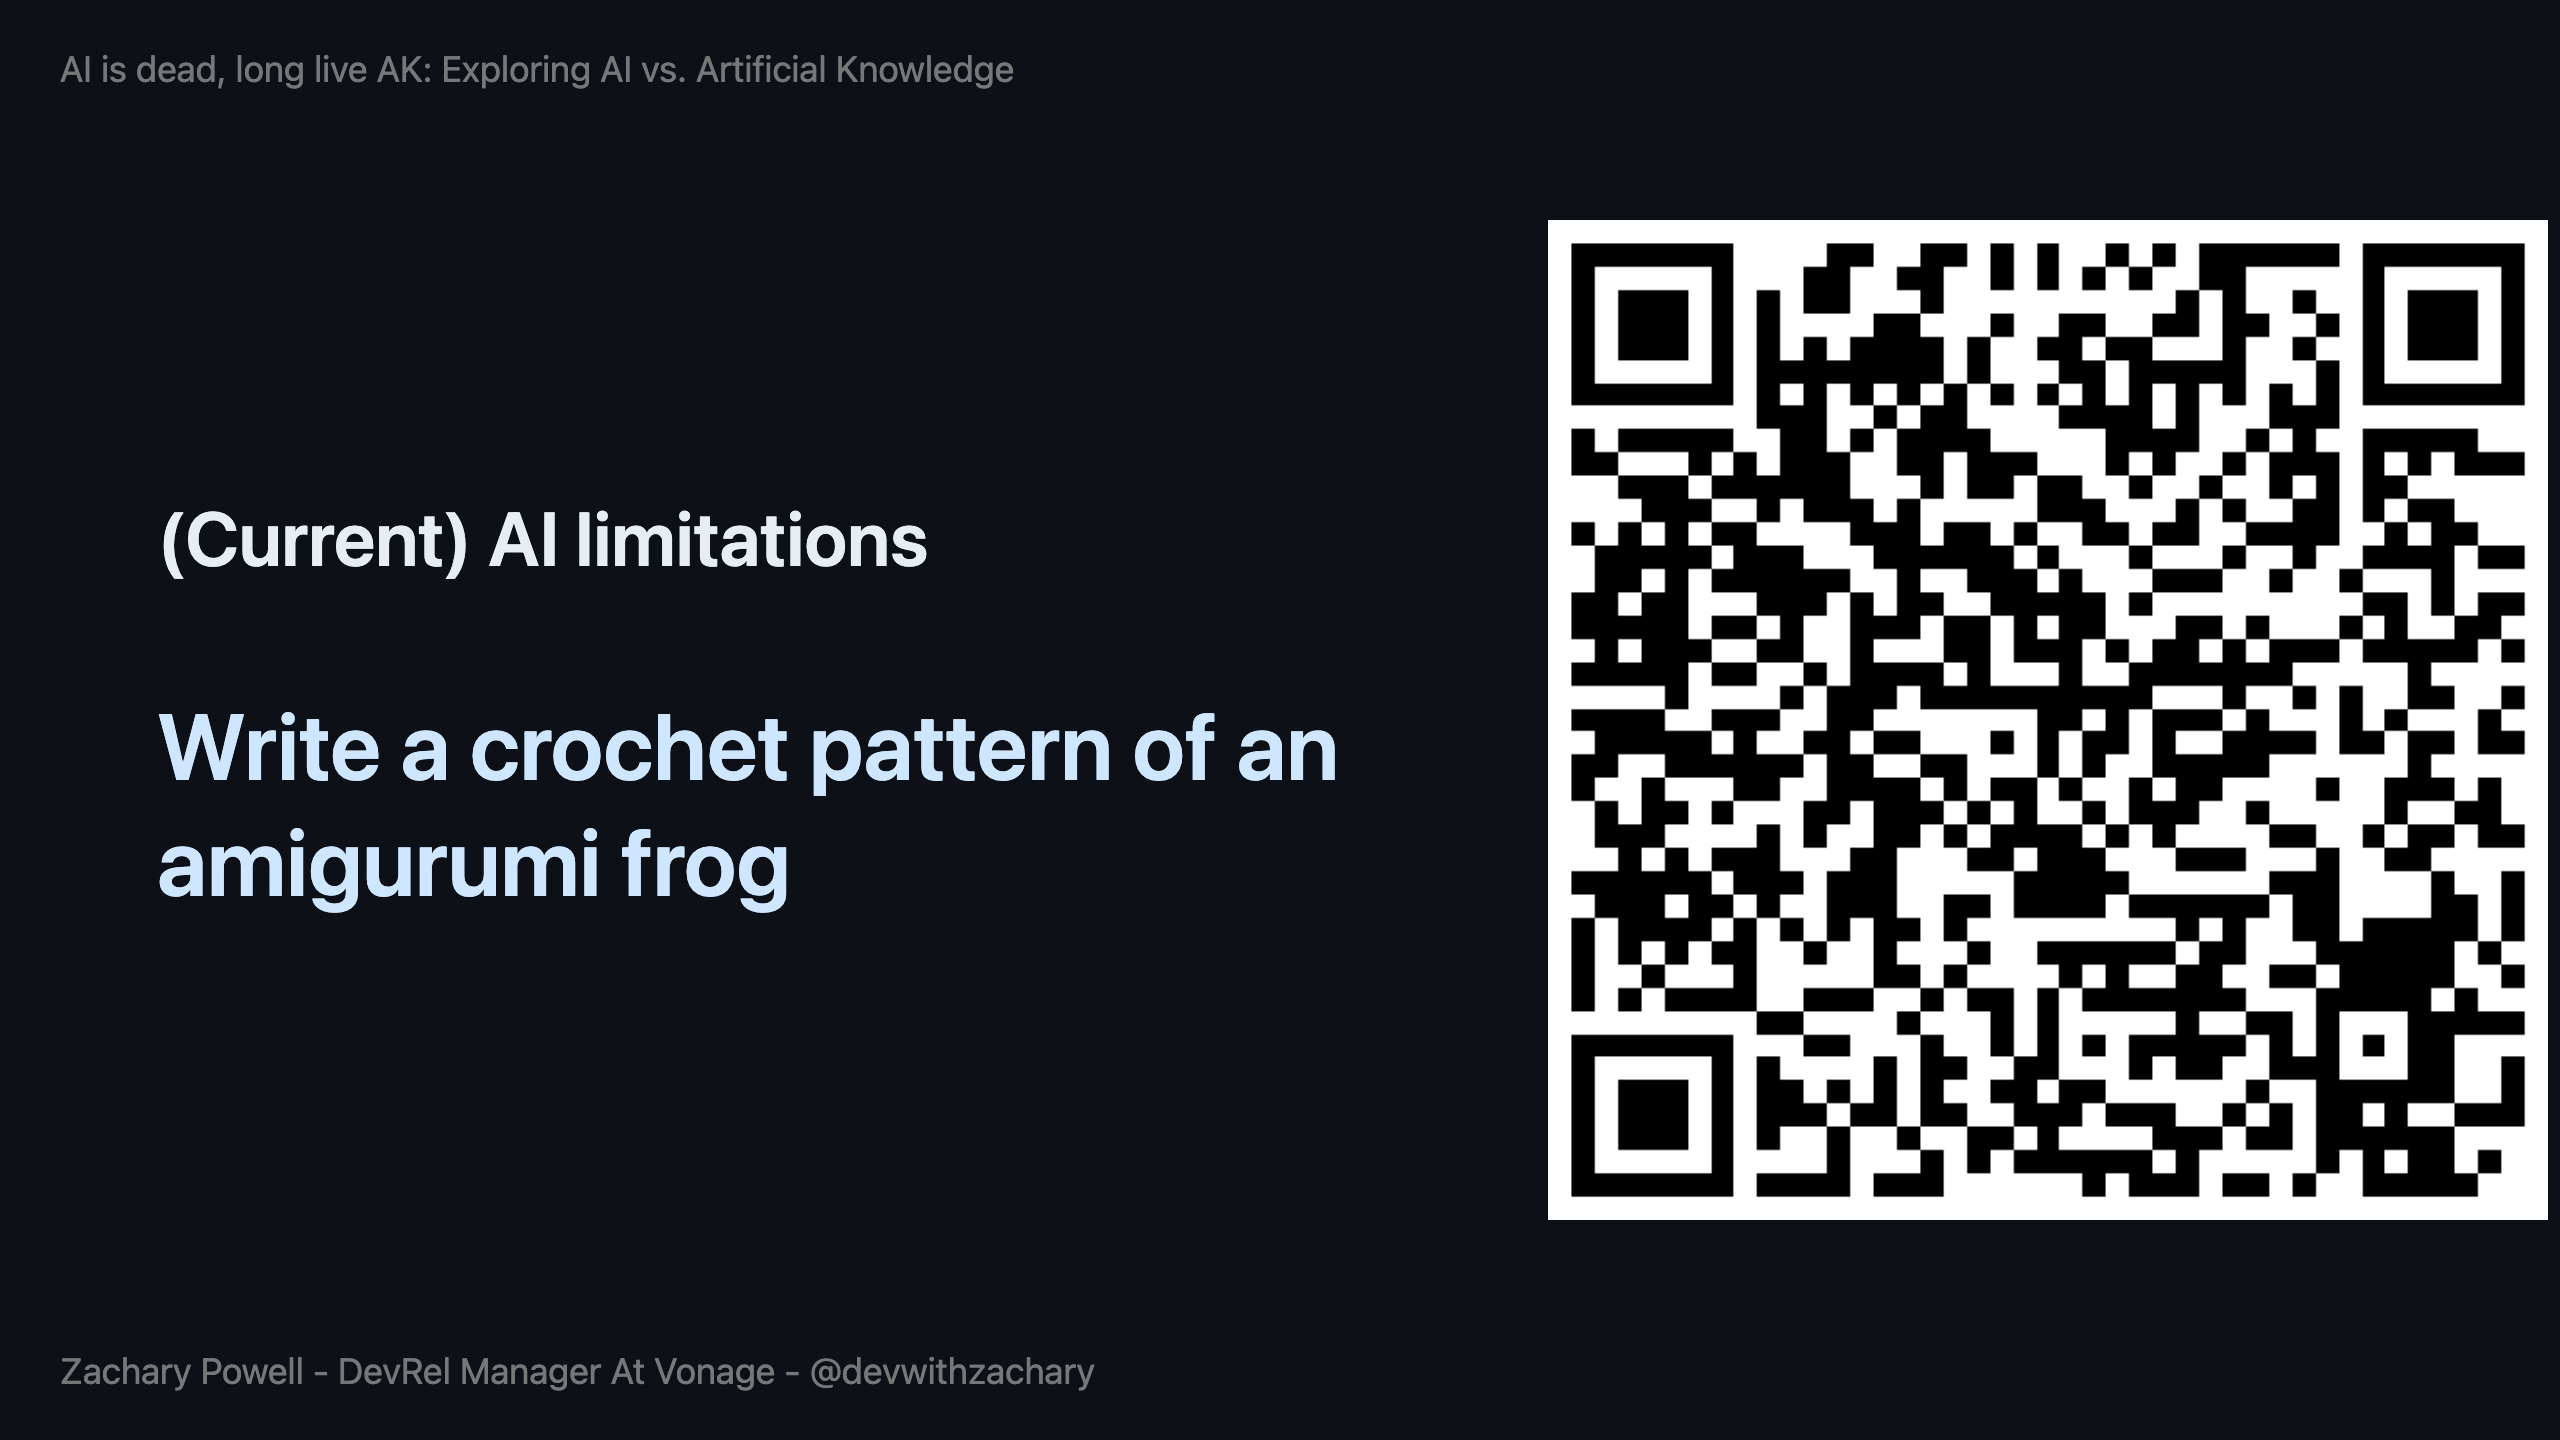 AI is dead, long live AK: Exploring AI vs. Artificial Knowledge
(Current) AI limitations
Write a crochet pattern of an
amigurumi frog
Zachary Powell - DevRel Manager At Vonage - @devwithzachary